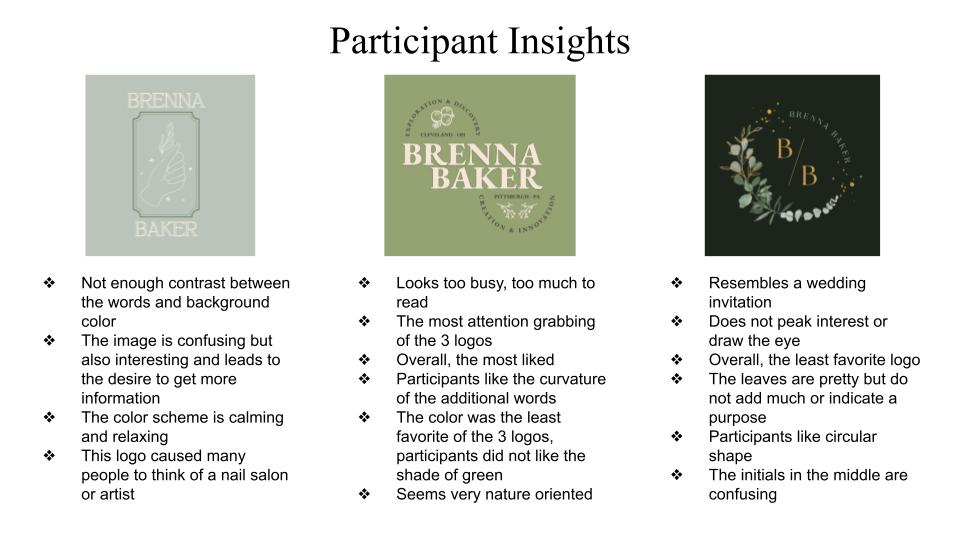 Participant Insights
BRENNA
BAKER
EXPLORATION & DISCOVERY
CLEVELAND · OH
BRENNA
BAKER
PITTSBURGH · PA
CREATION & INNOVATION
BRENNA BAKER
B/
B
❖ Not enough contrast between
the words and background
color
❖ The image is confusing but
also interesting and leads to
the desire to get more
information
❖ The color scheme is calming
and relaxing
❖ This logo caused many
people to think of a nail salon
or artist
❖ Looks too busy, too much to
read
❖ The most attention grabbing
of the 3 logos
❖ Overall, the most liked
❖ Participants like the curvature
of the additional words
❖ The color was the least
favorite of the 3 logos,
participants did not like the
shade of green
❖ Seems very nature oriented
❖ Resembles a wedding
invitation
❖ Does not peak interest or
draw the eye
❖ Overall, the least favorite logo
❖ The leaves are pretty but do
not add much or indicate a
purpose
❖ Participants like circular
shape
❖ The initials in the middle are
confusing